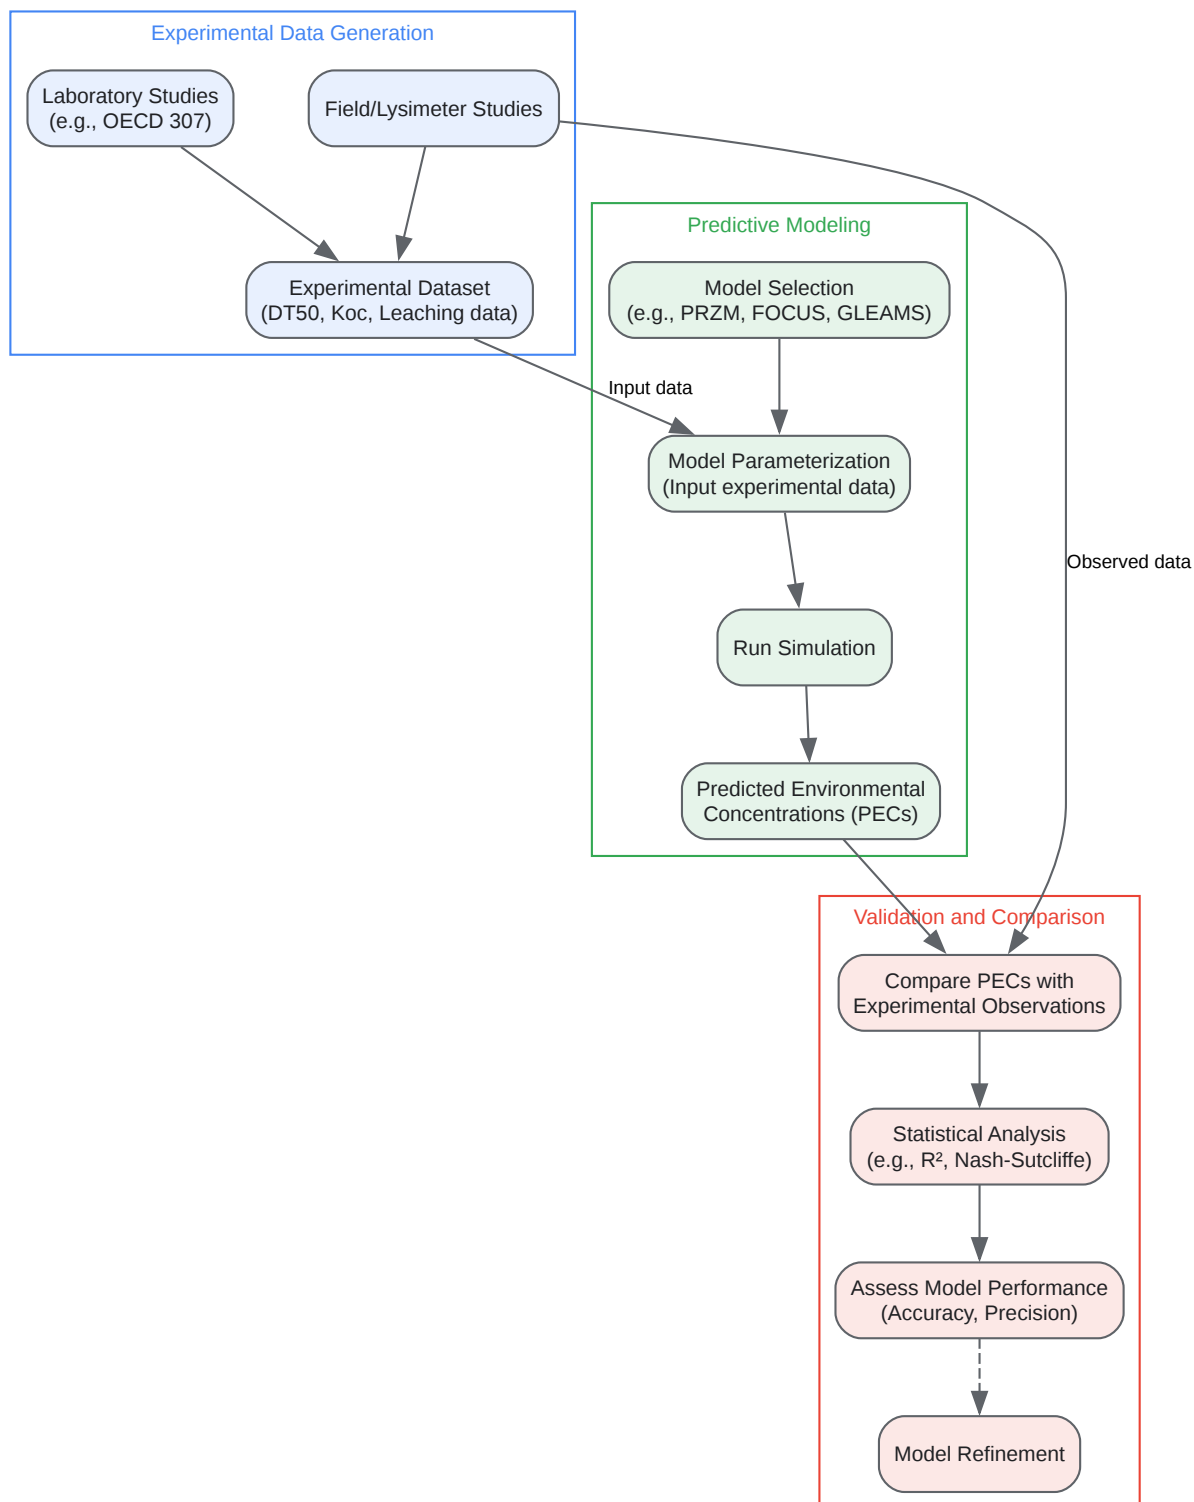 Experimental Data Generation
Laboratory Studies
(e.g., OECD 307)
Field/Lysimeter Studies
Experimental Dataset
(DT50, Koc, Leaching data)
Predictive Modeling
Model Selection
(e.g., PRZM, FOCUS, GLEAMS)
Input data
Model Parameterization
(Input experimental data)
Observed data
Run Simulation
Predicted Environmental
Concentrations (PECs)
Validation and Comparison
Compare PECs with
Experimental Observations
Statistical Analysis
(e.g., R², Nash-Sutcliffe)
Assess Model Performance
(Accuracy, Precision)
Model Refinement